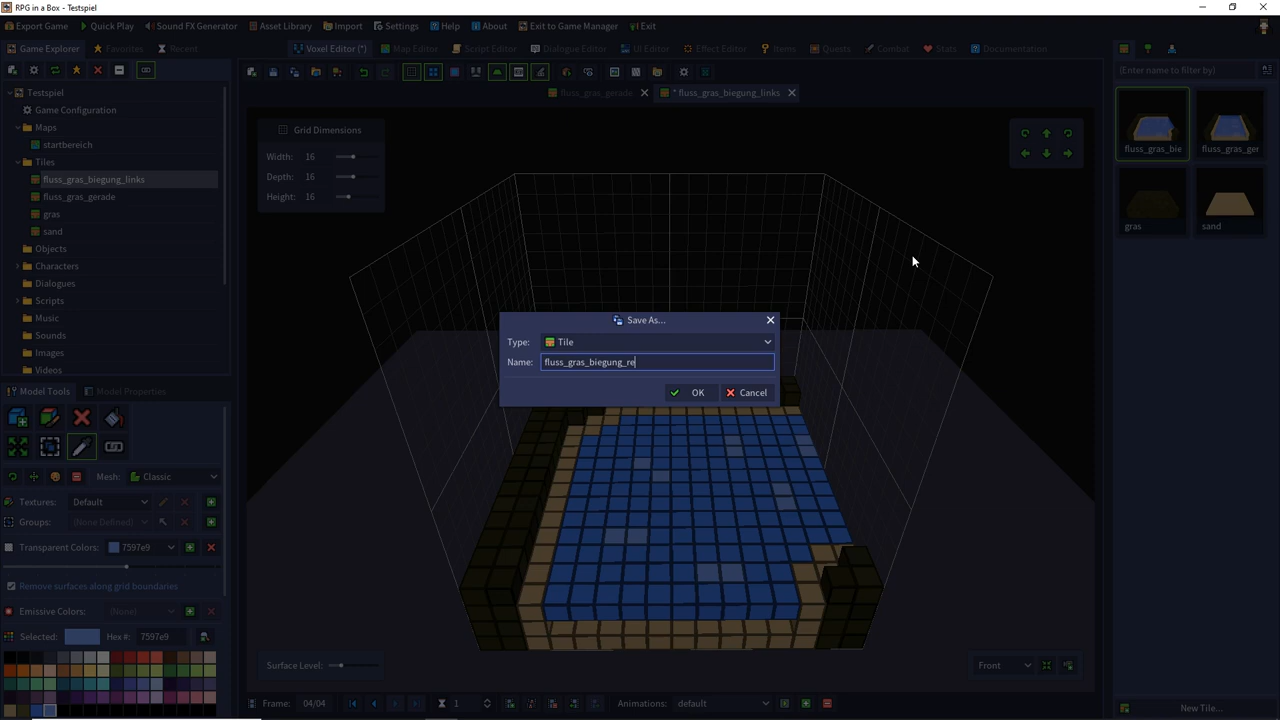 RPG in a Box - Testspiel
Export Game Quick Play Sound FX Generator Asset Library Import Settings Help About Exit to Game Manager Exit
Game Explorer Favorites Recent
Voxel Editor (*) Map Editor Script Editor Dialogue Editor UI Editor Effect Editor Items Quests Combat Stats Documentation
(Enter name to filter by)
fluss_gras_gerade * fluss_gras_biegung_links
Testspiel
Game Configuration
Maps
startbereich
Tiles
fluss_gras_biegung_links
fluss_gras_gerade
gras
sand
Objects
Characters
Dialogues
Scripts
Music
Sounds
Images
Videos
Grid Dimensions
Width: 16
Depth: 16
Height: 16
fluss_gras_bie fluss_gras_ger
gras sand
Save As...
Type: Tile
Name: fluss_gras_biegung_re
OK Cancel
Model Tools Model Properties
Mesh: Classic
Textures: Default
Groups: (None Defined)
Transparent Colors: 7597e9
Remove surfaces along grid boundaries
Emissive Colors: (None)
Selected: Hex #: 7597e9
Surface Level:
Front
Frame: 04/04 1 Animations: default
New Tile...